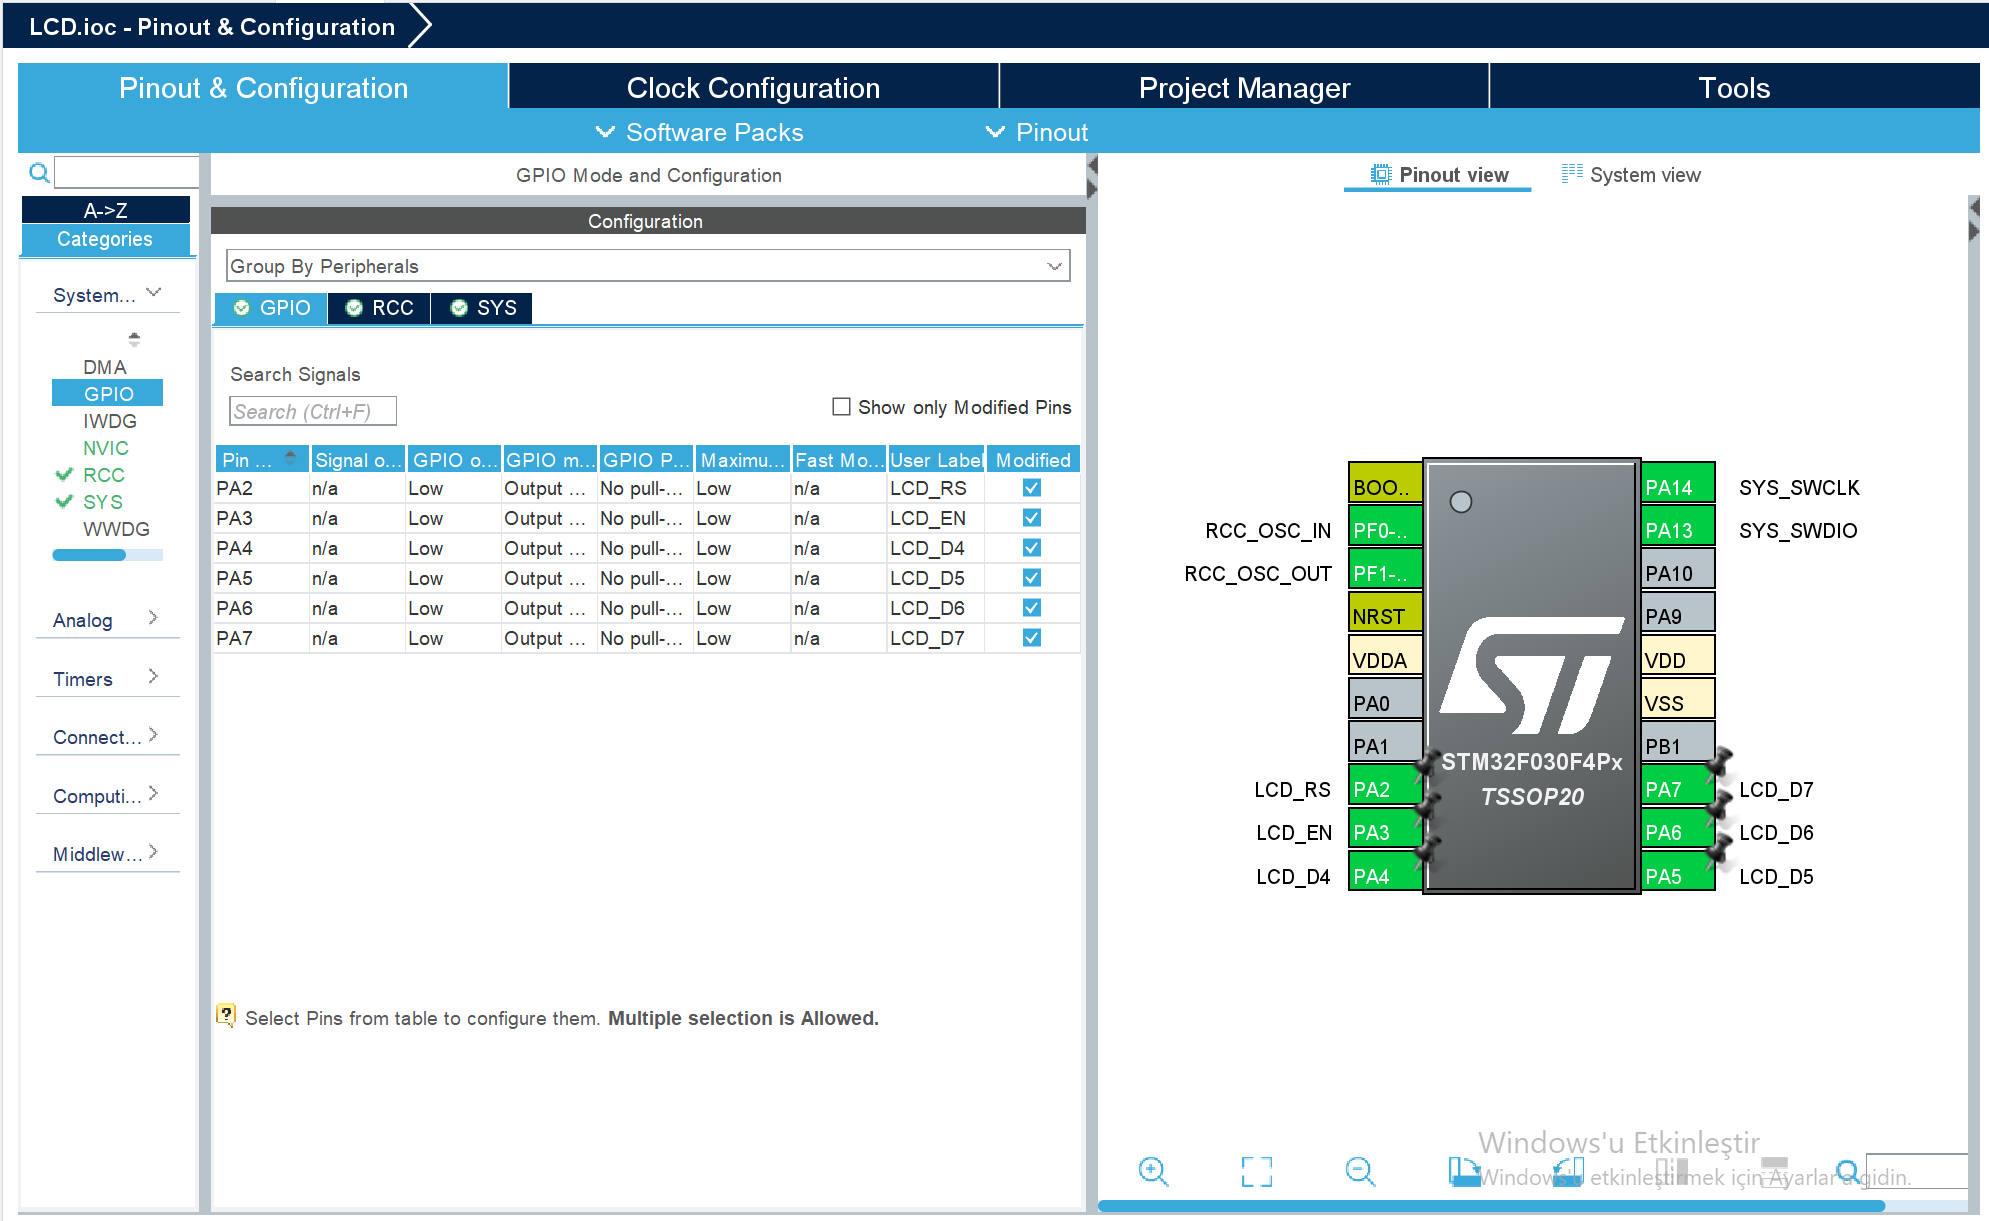 LCD.ioc - Pinout & Configuration
Pinout & Configuration
Clock Configuration
Project Manager
Tools
Software Packs
Pinout
GPIO Mode and Configuration
Pinout view
System view
A->Z
Categories
Configuration
Group By Peripherals
System...
GPIO
RCC
SYS
DMA
GPIO
IWDG
NVIC
RCC
SYS
WWDG
Analog
Timers
Connect...
Computi...
Middlew...
Search Signals
Search (Ctrl+F)
Show only Modified Pins
Pin ... Signal o... GPIO o... GPIO m... GPIO P... Maximu... Fast Mo... User Label Modified
PA2 n/a Low Output ... No pull-... Low n/a LCD_RS
PA3 n/a Low Output ... No pull-... Low n/a LCD_EN
PA4 n/a Low Output ... No pull-... Low n/a LCD_D4
PA5 n/a Low Output ... No pull-... Low n/a LCD_D5
PA6 n/a Low Output ... No pull-... Low n/a LCD_D6
PA7 n/a Low Output ... No pull-... Low n/a LCD_D7
Select Pins from table to configure them. Multiple selection is Allowed.
BOO.. PA14 SYS_SWCLK
RCC_OSC_IN PF0-.. PA13 SYS_SWDIO
RCC_OSC_OUT PF1-.. PA10
NRST PA9
VDDA VDD
PA0 VSS
PA1 PB1
ST
STM32F030F4Px
TSSOP20
LCD_RS PA2 PA7 LCD_D7
LCD_EN PA3 PA6 LCD_D6
LCD_D4 PA4 PA5 LCD_D5
Windows'u Etkinleştir
Windows'u etkinleştirmek için Ayarlar'a gidin.